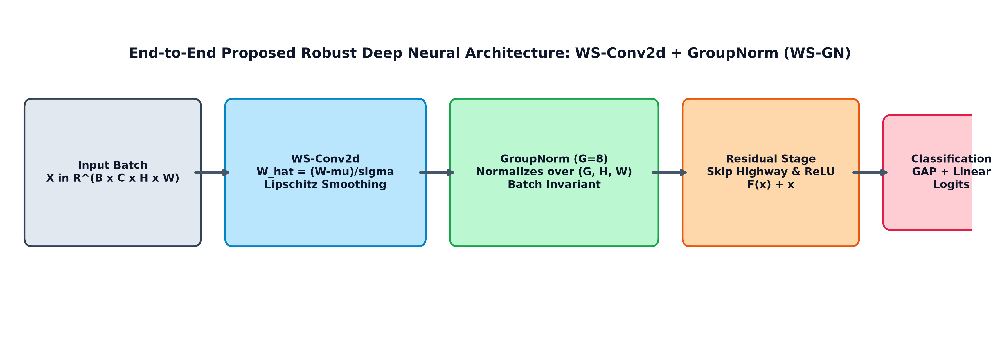 End-to-End Proposed Robust Deep Neural Architecture: WS-Conv2d + GroupNorm (WS-GN)
Input Batch
X in R^(B x C x H x W)
WS-Conv2d
W_hat = (W-mu)/sigma
Lipschitz Smoothing
GroupNorm (G=8)
Normalizes over (G, H, W)
Batch Invariant
Residual Stage
Skip Highway & ReLU
F(x) + x
Classification
GAP + Linear
Logits